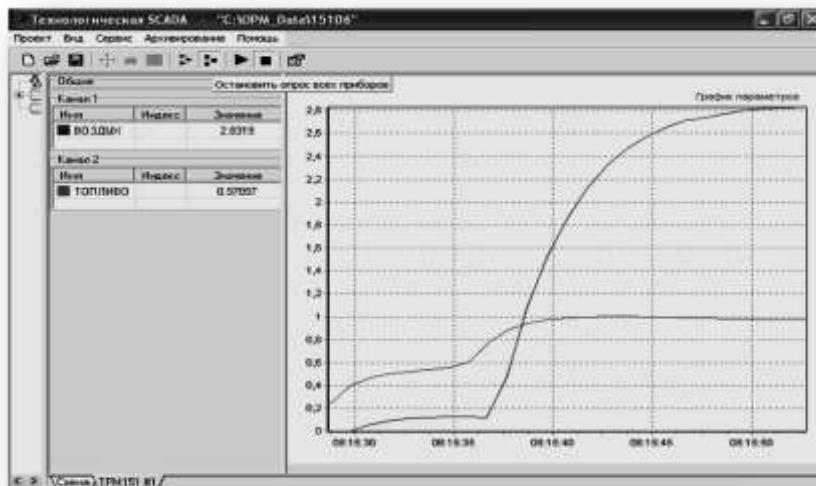 Технологическая SCADA - "C:\OPM_Data\15106"
Проект Вид Сервис Архивирование Помощь
Остановить опрос всех приборов
Общие
Канал 1
Имя Индекс Значение
ВОЗДУХ 2.8319
Канал 2
Имя Индекс Значение
ТОПЛИВО 0.97997
График параметров
2,8
2,6
2,4
2,2
2
1,8
1,6
1,4
1,2
1
0,8
0,6
0,4
0,2
0
08:15:30 08:15:35 08:15:40 08:15:45 08:15:50
Схема